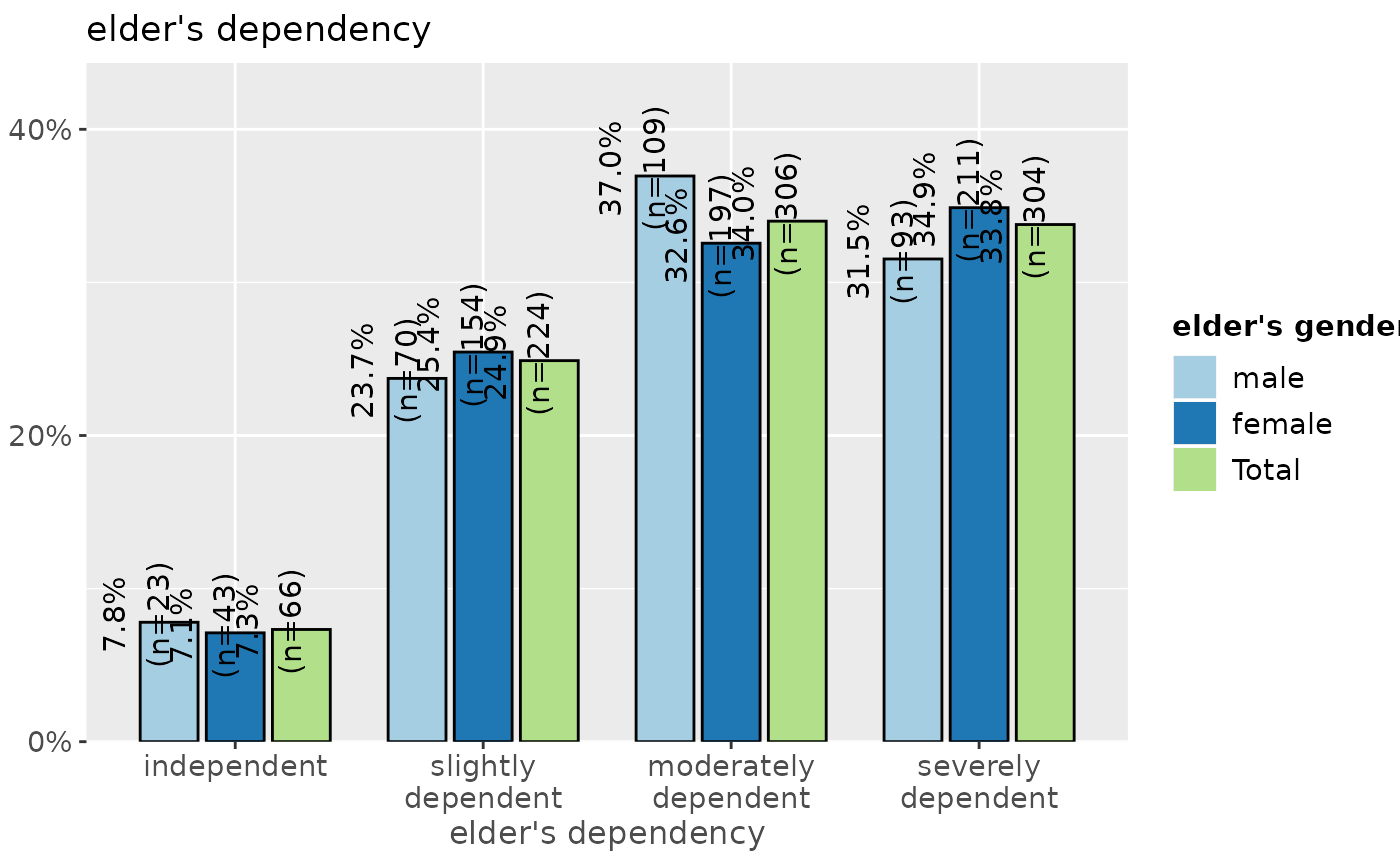 elder's dependency
40%
20%
0%
7.8%
(n=23)
7.1%
(n=43)
7.3%
(n=66)
23.7%
(n=70)
25.4%
(n=154)
24.9%
(n=224)
37.0%
(n=109)
32.6%
(n=197)
34.0%
(n=306)
31.5%
(n=93)
34.9%
(n=211)
33.8%
(n=304)
independent
slightly
dependent
moderately
dependent
severely
dependent
elder's dependency
elder's gender
male
female
Total